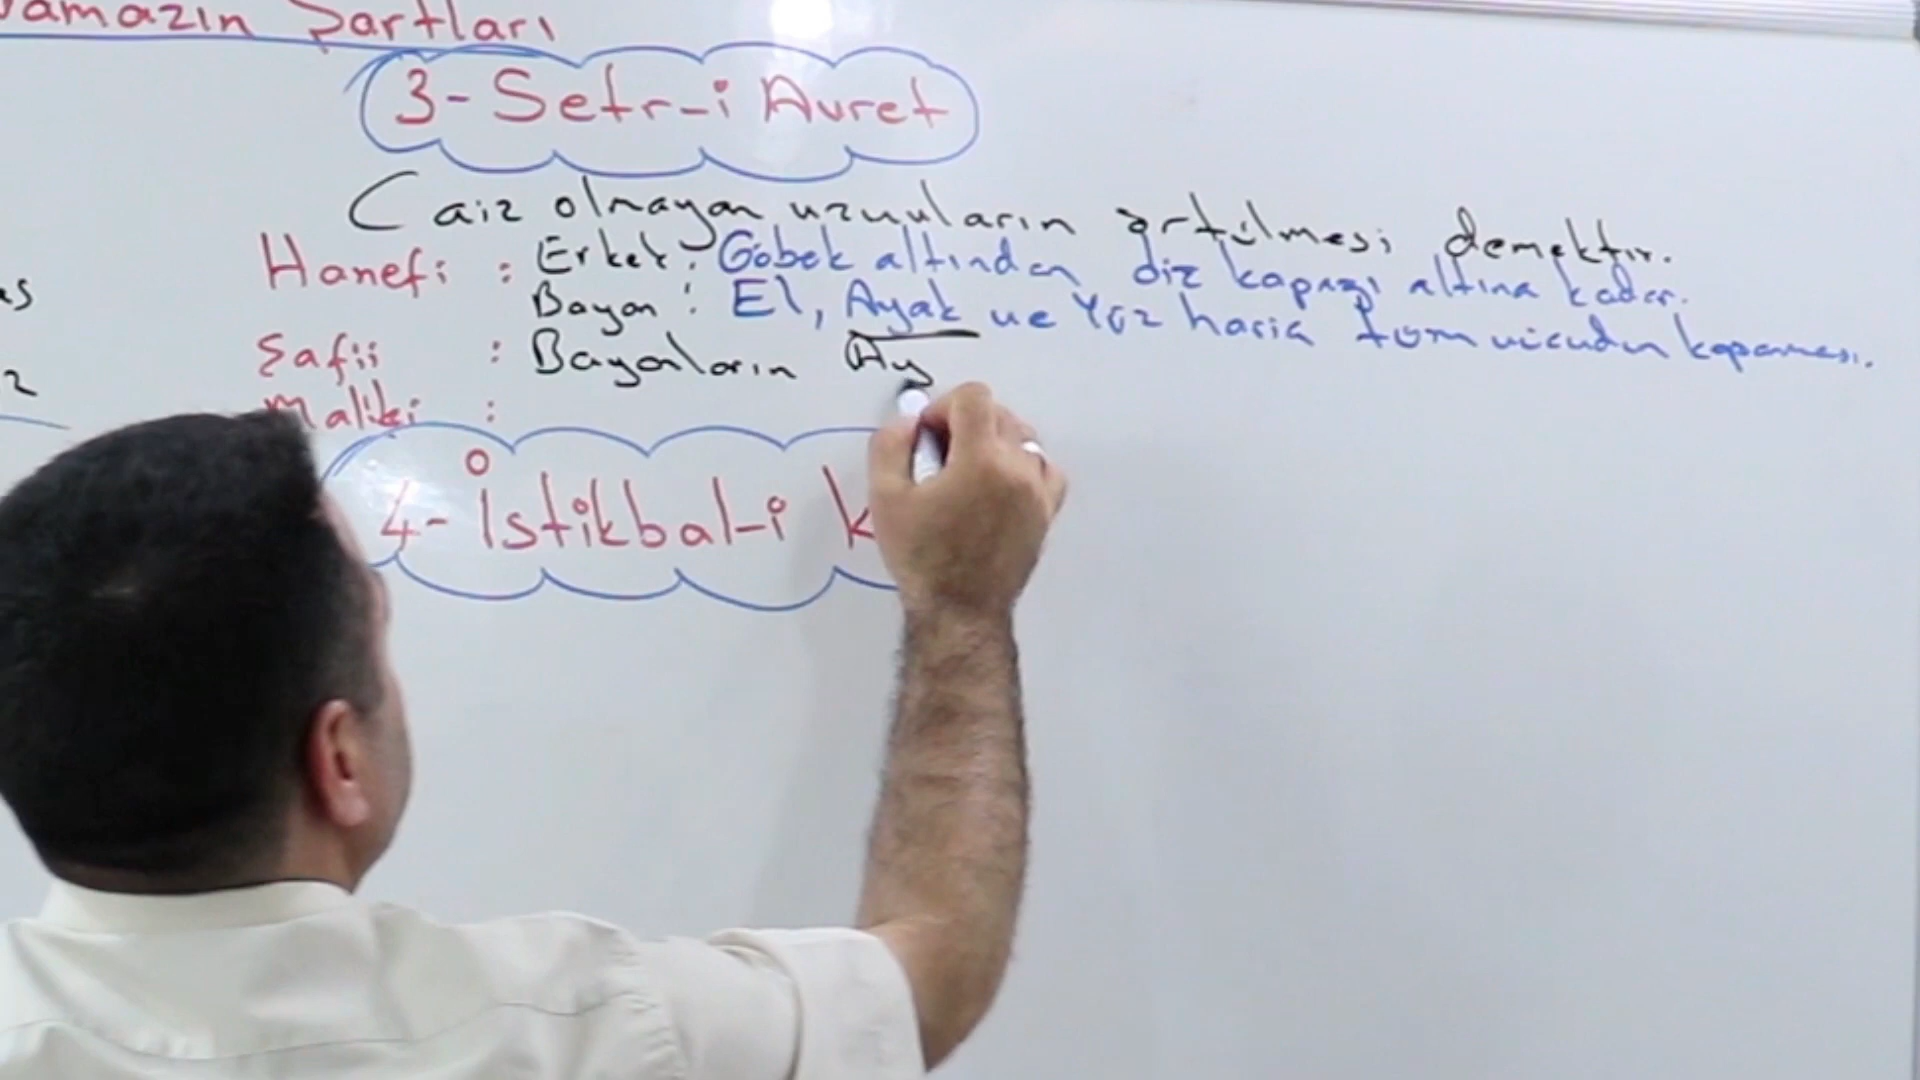 Namazın Şartları
3- Setr-i Avret
Caiz olmayan uzuvların örtülmesi demektir.
Hanefi : Erkek: Göbek altından diz kapağı altına kadar.
Bayan : El, Ayak ve Yüz hariç tüm vücudun kapanması.
Şafii : Bayanların Ay
Maliki :
4- İstikbal-i K